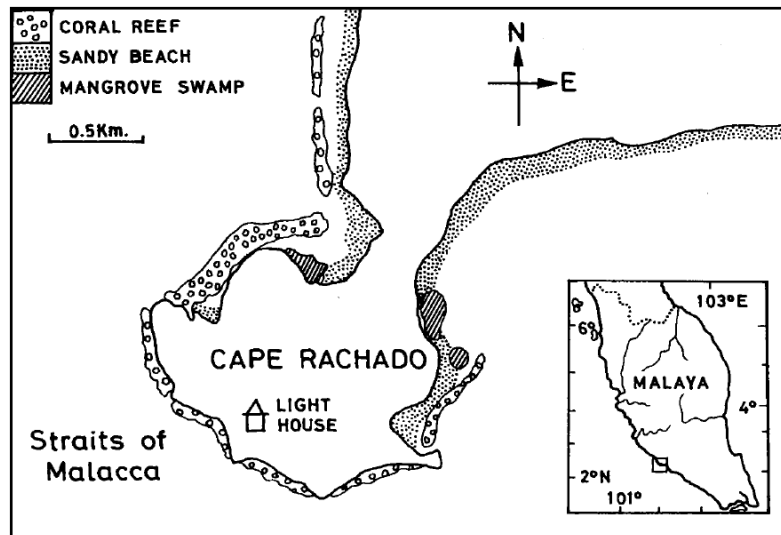 CORAL REEF
SANDY BEACH
MANGROVE SWAMP
0.5Km.
N
E
CAPE RACHADO
LIGHT
HOUSE
Straits of
Malacca
103°E
6°
MALAYA
4°
2°N
101°